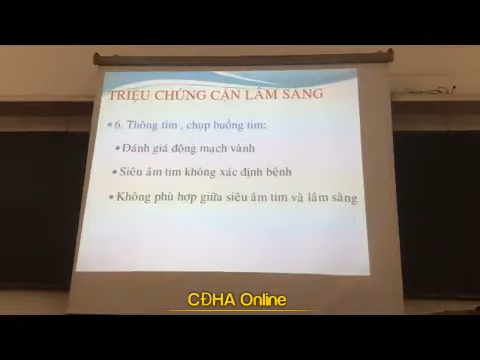 TRIỆU CHỨNG CẬN LÂM SÀNG
6. Thông tim , chụp buồng tim:
Đánh giá động mạch vành
Siêu âm tim không xác định bệnh
Không phù hợp giữa siêu âm tim và lâm sàng
CĐHA Online